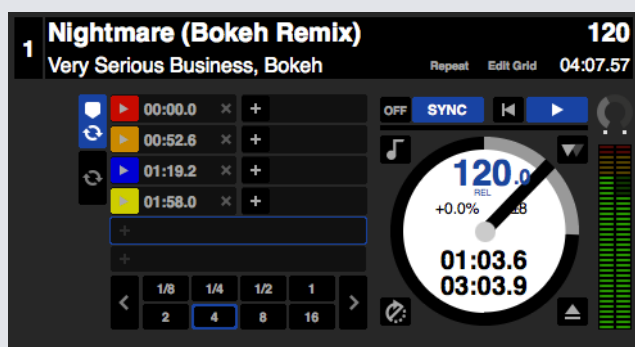 1
Nightmare (Bokeh Remix) 120
Very Serious Business, Bokeh Repeat Edit Grid 04:07.57
OFF SYNC
00:00.0
00:52.6
01:19.2
01:58.0
120.0
REL
+0.0% 8
01:03.6
03:03.9
1/8 1/4 1/2 1
2 4 8 16